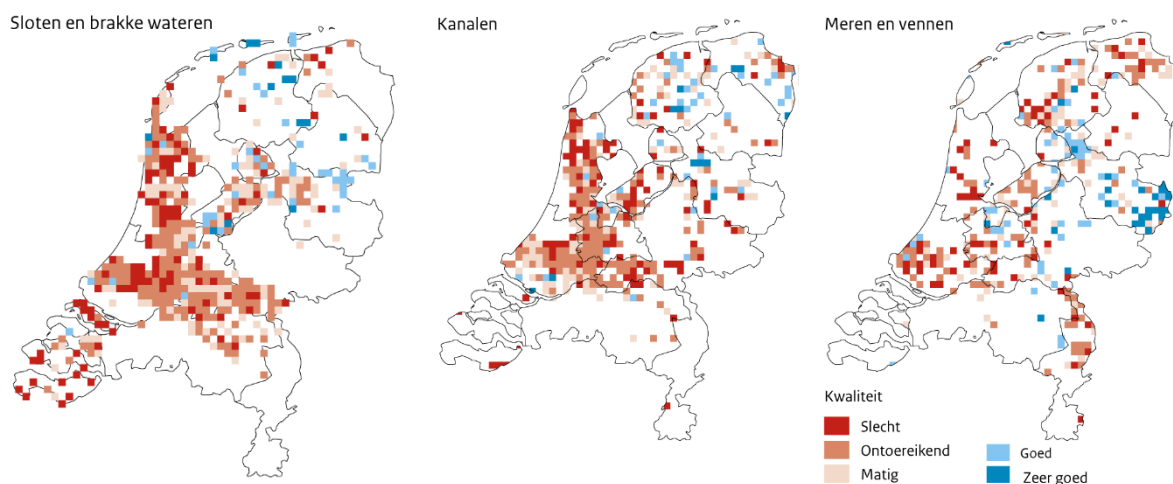 Sloten en brakke wateren
Kanalen
Meren en vennen
Kwaliteit
Slecht
Ontoereikend
Matig
Goed
Zeer goed